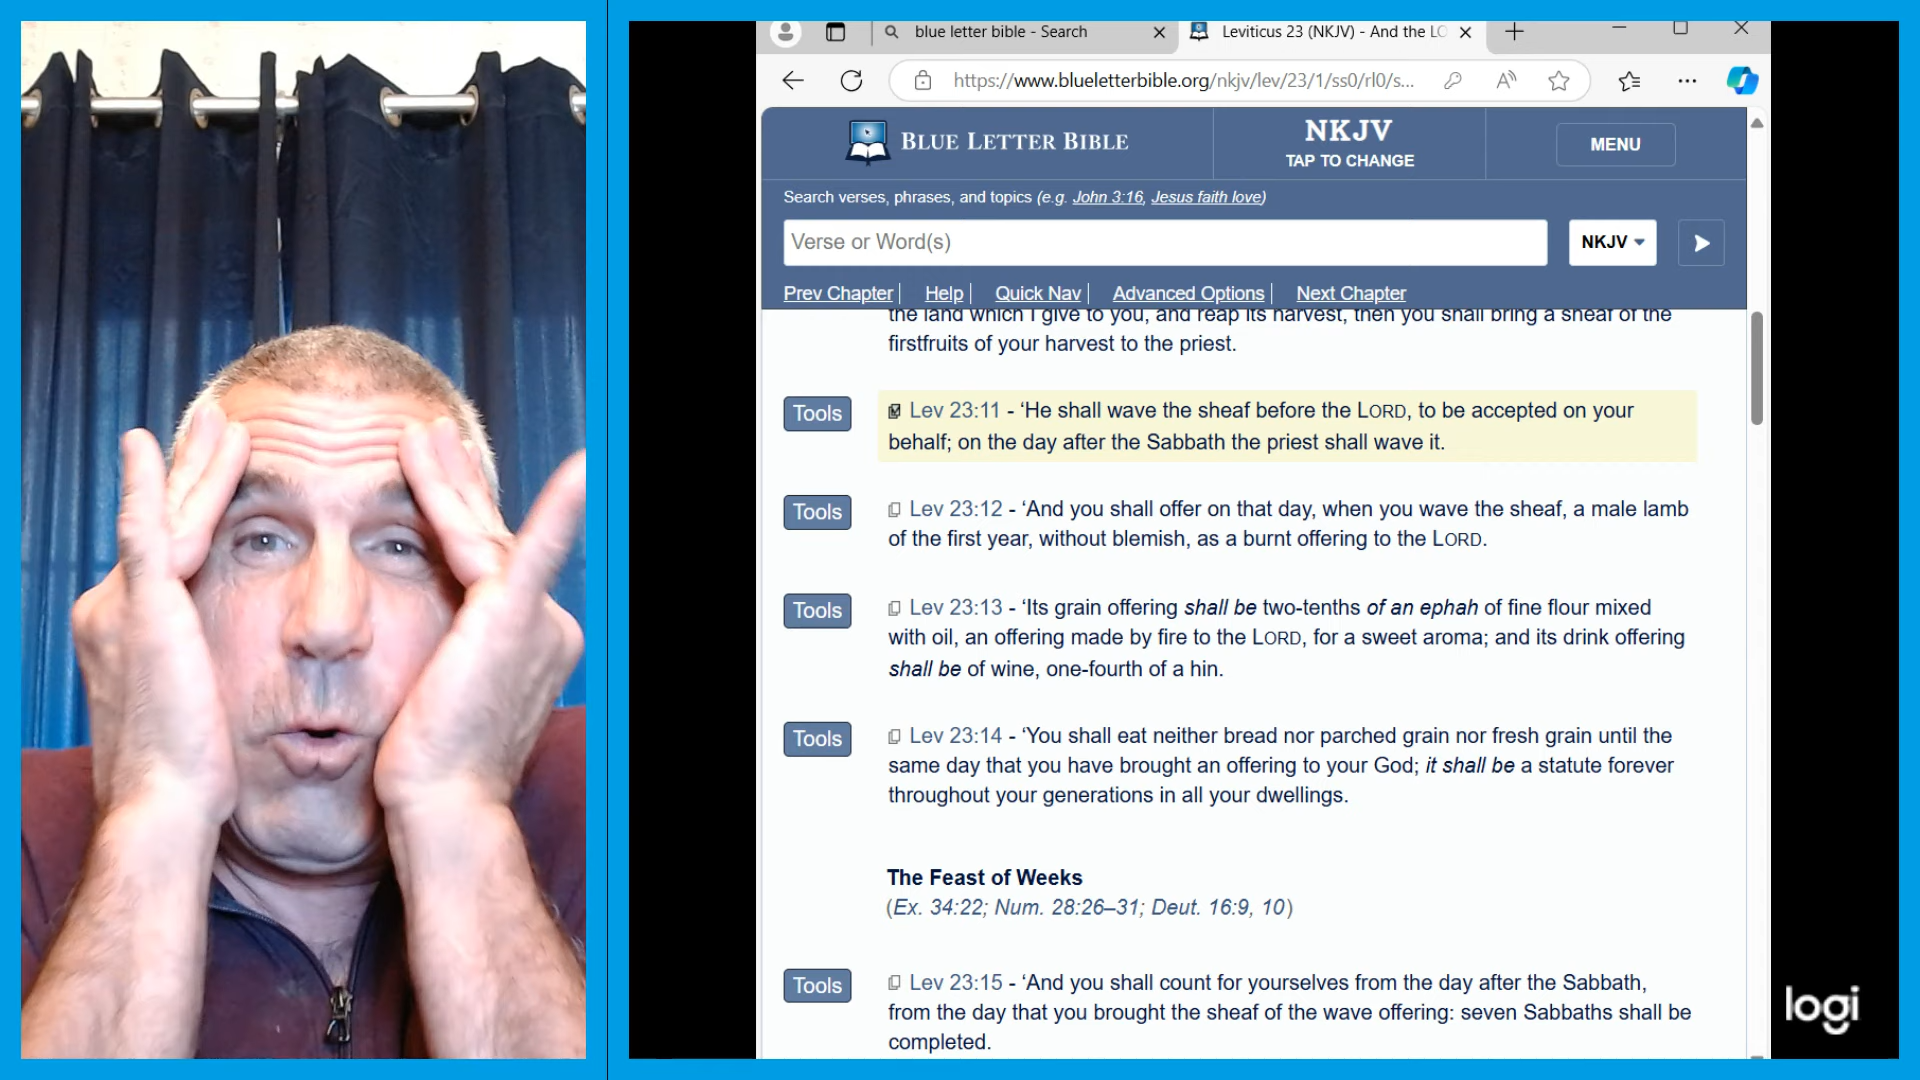 blue letter bible - Search
Leviticus 23 (NKJV) - And the LO
https://www.blueletterbible.org/nkjv/lev/23/1/ss0/rl0/s...
BLUE LETTER BIBLE
NKJV
TAP TO CHANGE
MENU
Search verses, phrases, and topics (e.g. John 3:16, Jesus faith love)
Verse or Word(s)
NKJV
Prev Chapter| Help| Quick Nav| Advanced Options| Next Chapter
the land which I give to you, and reap its harvest, then you shall bring a sheaf of the
firstfruits of your harvest to the priest.
Tools
Lev 23:11 - ‘He shall wave the sheaf before the LORD, to be accepted on your
behalf; on the day after the Sabbath the priest shall wave it.
Tools
Lev 23:12 - ‘And you shall offer on that day, when you wave the sheaf, a male lamb
of the first year, without blemish, as a burnt offering to the LORD.
Tools
Lev 23:13 - ‘Its grain offering shall be two-tenths of an ephah of fine flour mixed
with oil, an offering made by fire to the LORD, for a sweet aroma; and its drink offering
shall be of wine, one-fourth of a hin.
Tools
Lev 23:14 - ‘You shall eat neither bread nor parched grain nor fresh grain until the
same day that you have brought an offering to your God; it shall be a statute forever
throughout your generations in all your dwellings.
The Feast of Weeks
(Ex. 34:22; Num. 28:26–31; Deut. 16:9, 10)
Tools
Lev 23:15 - ‘And you shall count for yourselves from the day after the Sabbath,
from the day that you brought the sheaf of the wave offering: seven Sabbaths shall be
completed.
logi